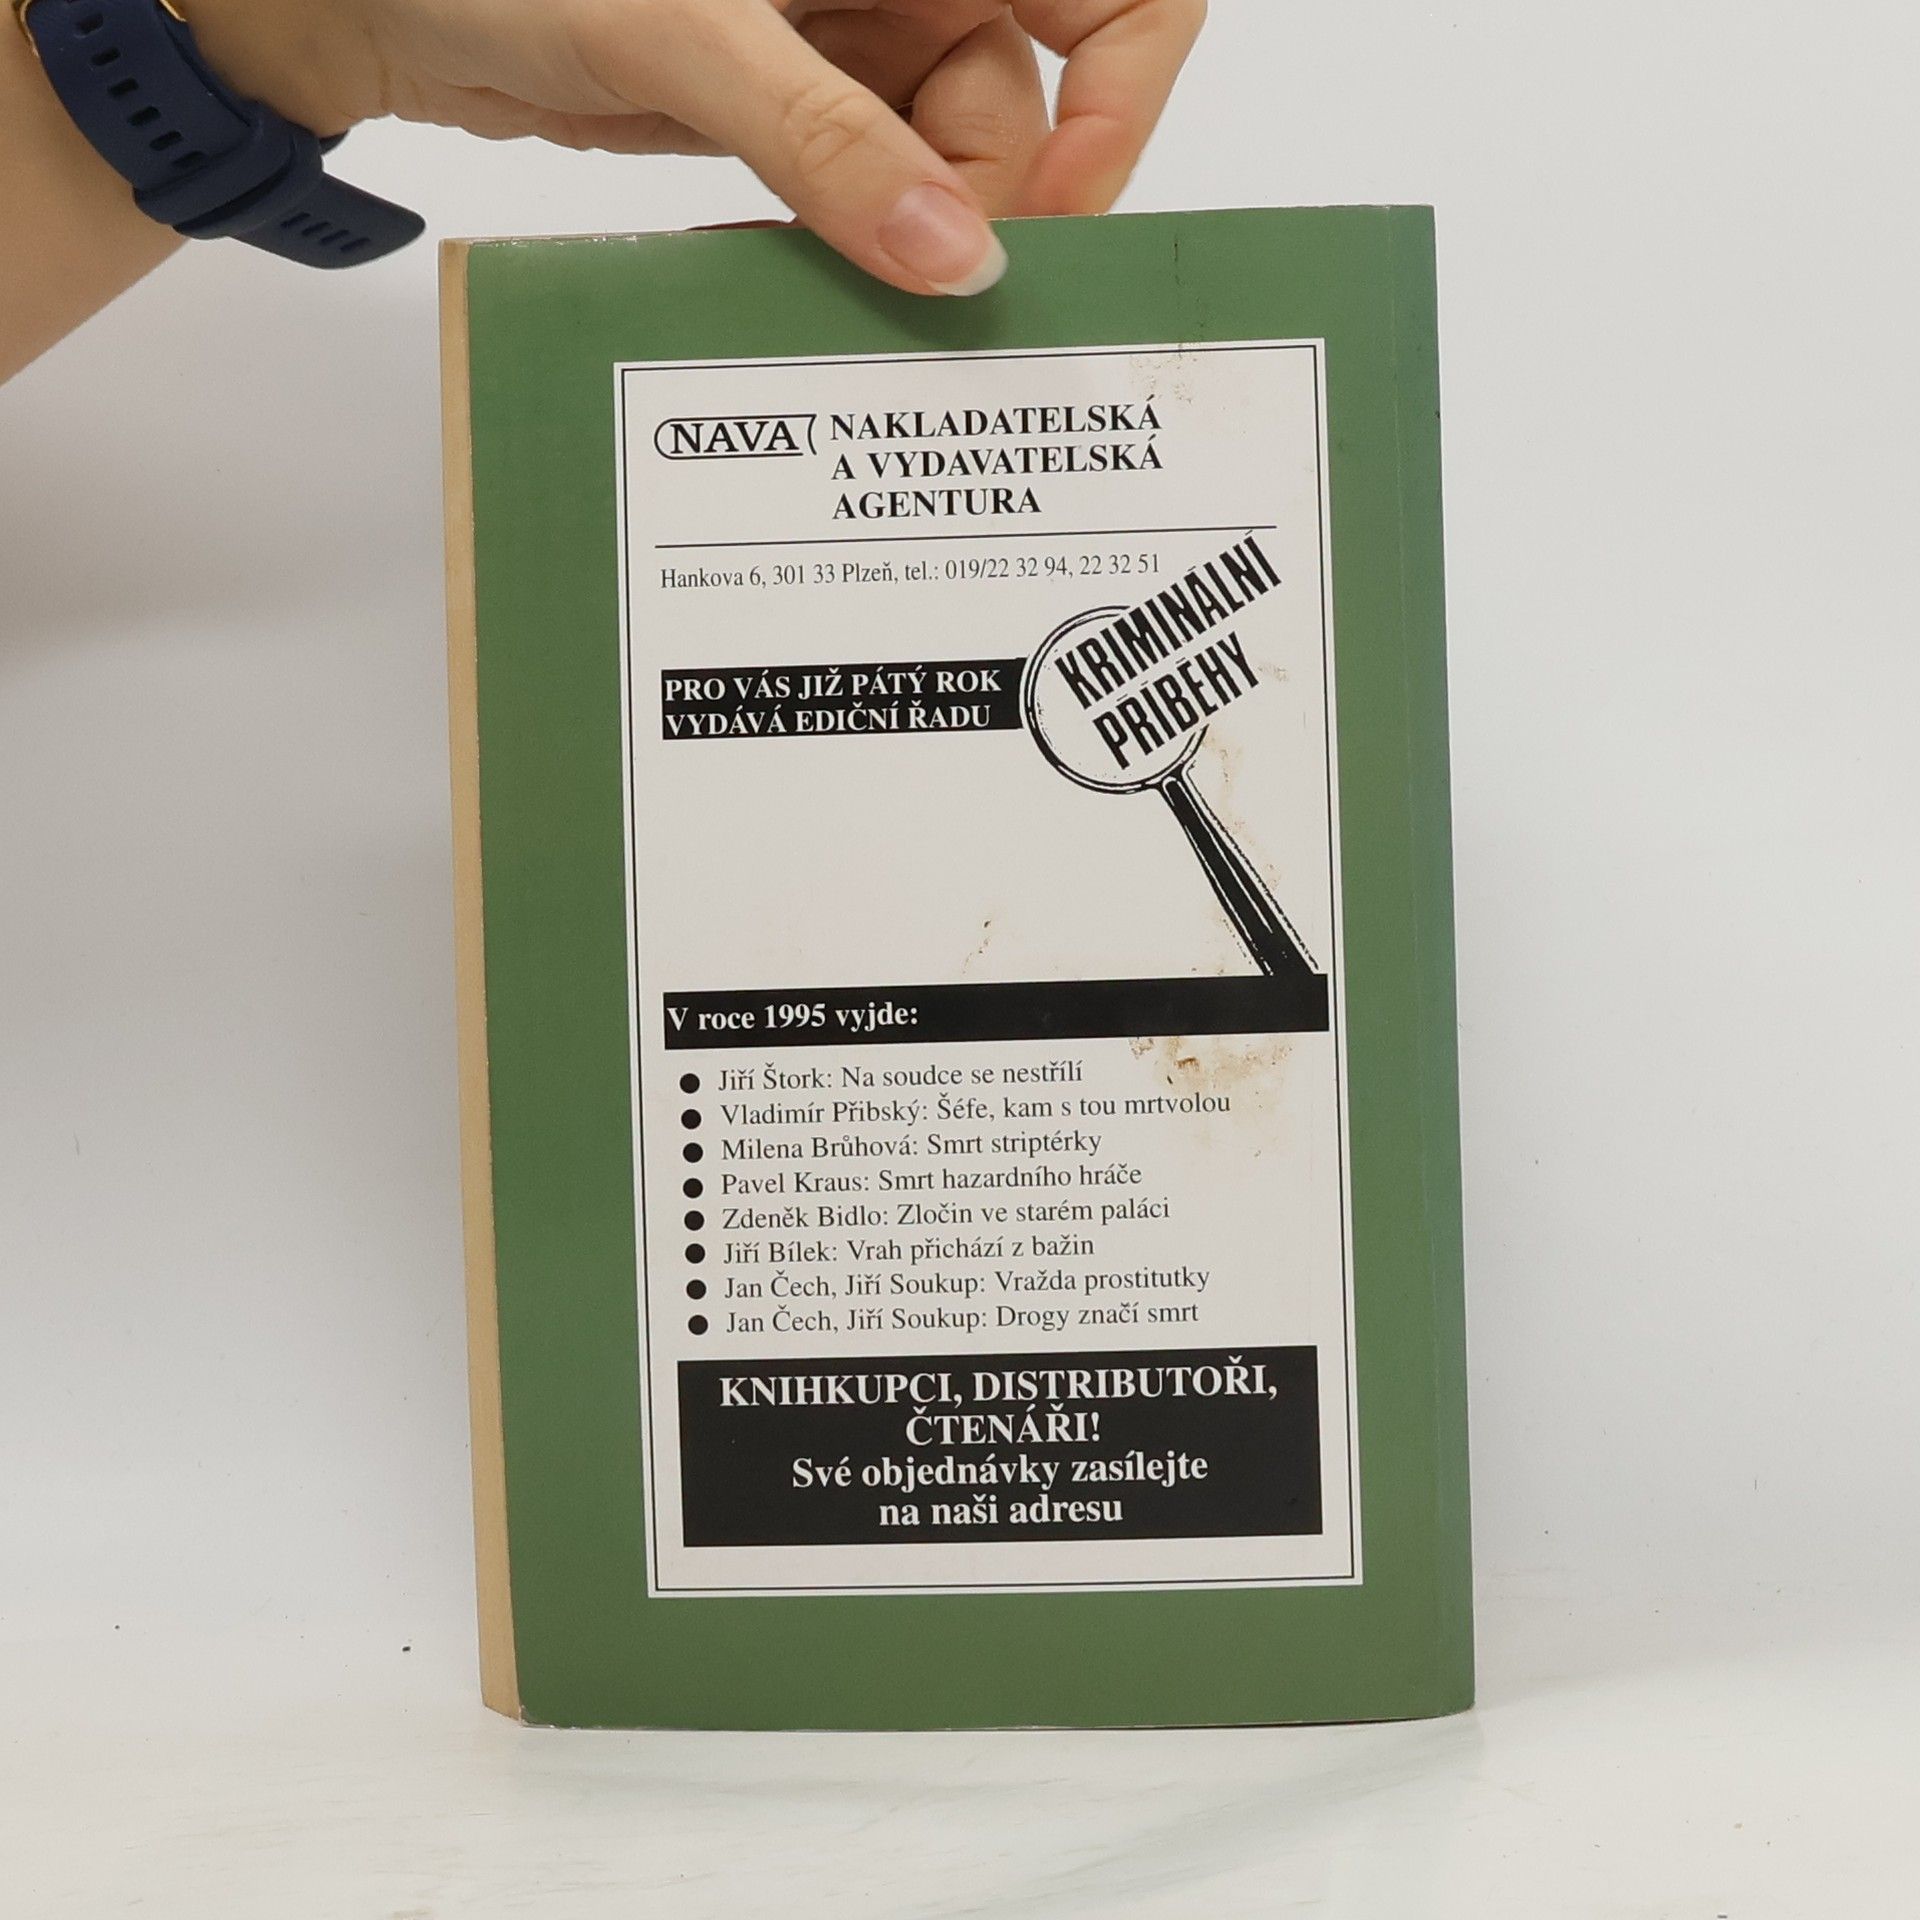 NAVA
NAKLADATELSKÁ
A VYDAVATELSKÁ
AGENTURA
Hankova 6, 301 33 Plzeň, tel.: 019/22 32 94, 22 32 51
PRO VÁS JIŽ PÁTÝ ROK
VYDÁVÁ EDIČNÍ ŘADU
KRIMINÁLNÍ
PŘÍBĚHY
V roce 1995 vyjde:
● Jiří Štork: Na soudce se nestřílí
● Vladimír Přibský: Šéfe, kam s tou mrtvolou
● Milena Brůhová: Smrt striptérky
● Pavel Kraus: Smrt hazardního hráče
● Zdeněk Bidlo: Zločin ve starém paláci
● Jiří Bílek: Vrah přichází z bažin
● Jan Čech, Jiří Soukup: Vražda prostitutky
● Jan Čech, Jiří Soukup: Drogy značí smrt
KNIHKUPCI, DISTRIBUTOŘI,
ČTENÁŘI!
Své objednávky zasílejte
na naši adresu